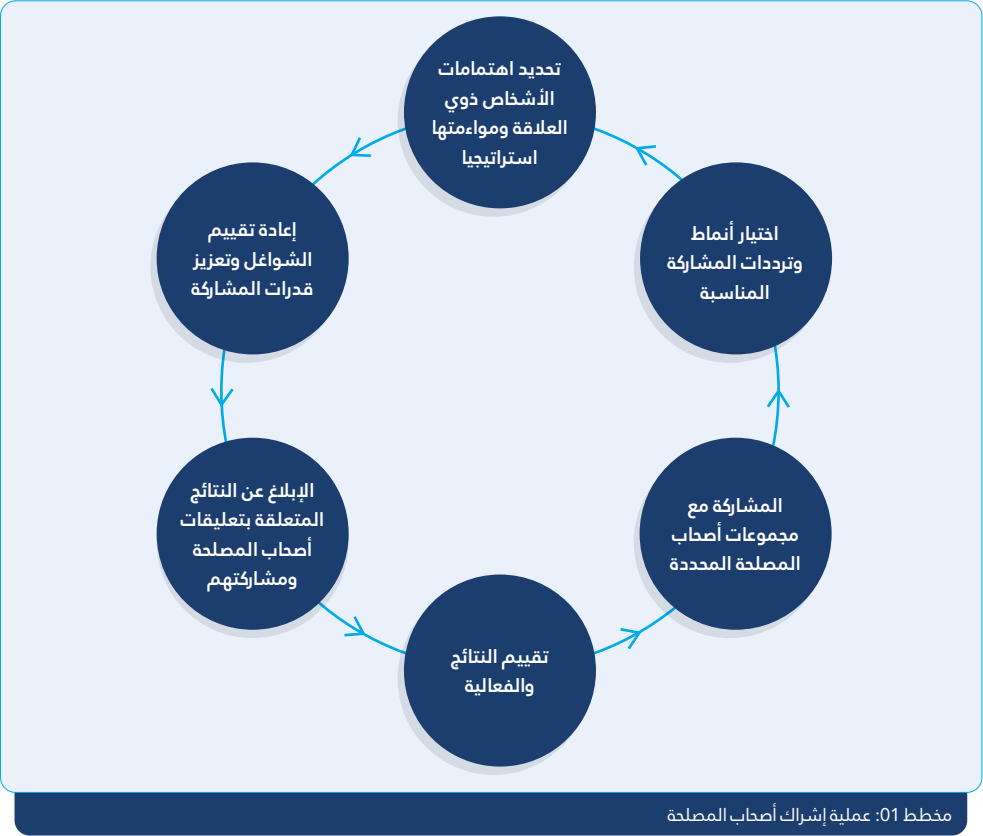 تحديد اهتمامات
الأشخاص ذوي
العلاقة ومواءمتها
استراتيجيا
إعادة تقييم
الشواغل وتعزيز
قدرات المشاركة
الإبلاغ عن النتائج
المتعلقة بتعليقات
أصحاب المصلحة
ومشاركتهم
تقييم النتائج
والفعالية
المشاركة مع
مجموعات أصحاب
المصلحة المحددة
اختيار أنماط
وترددات المشاركة
المناسبة
مخطط 01: عملية إشراك أصحاب المصلحة